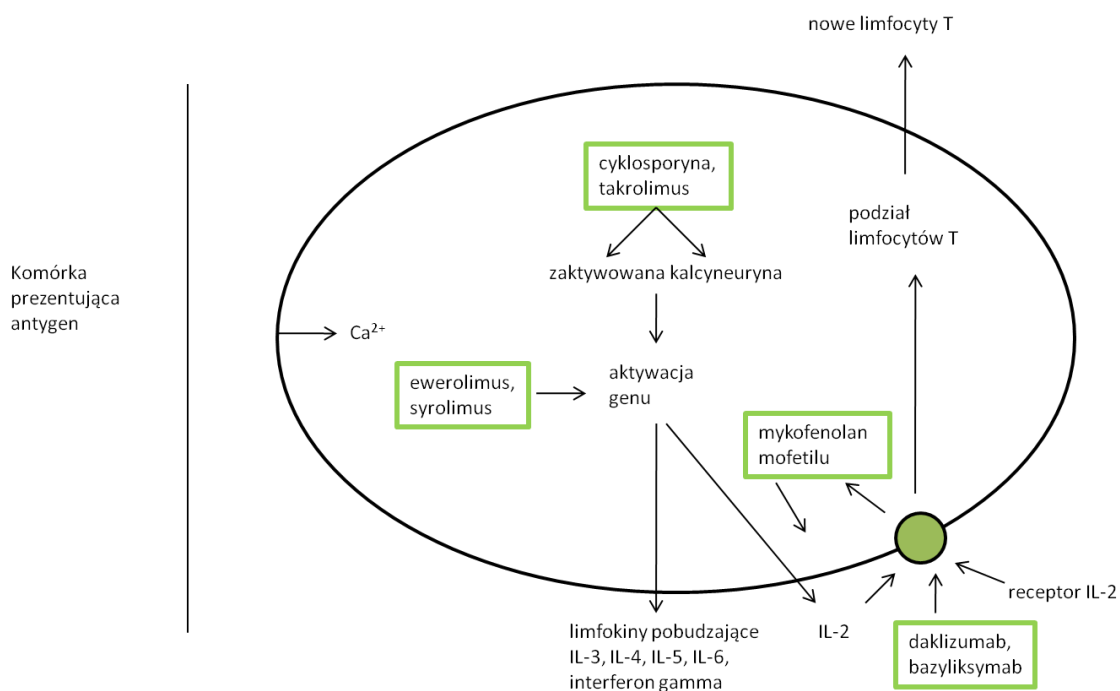 nowe limfocyty T
cyklosporyna,
takrolimus
podział
limfocytów T
Komórka
prezentująca
antygen
zaktywowana kalcyneuryna
Ca²⁺
ewerolimus,
syrolimus
aktywacja
genu
mykofenolan
mofetilu
receptor IL-2
limfokiny pobudzające
IL-3, IL-4, IL-5, IL-6,
interferon gamma
IL-2
daklizumab,
bazyliksymab